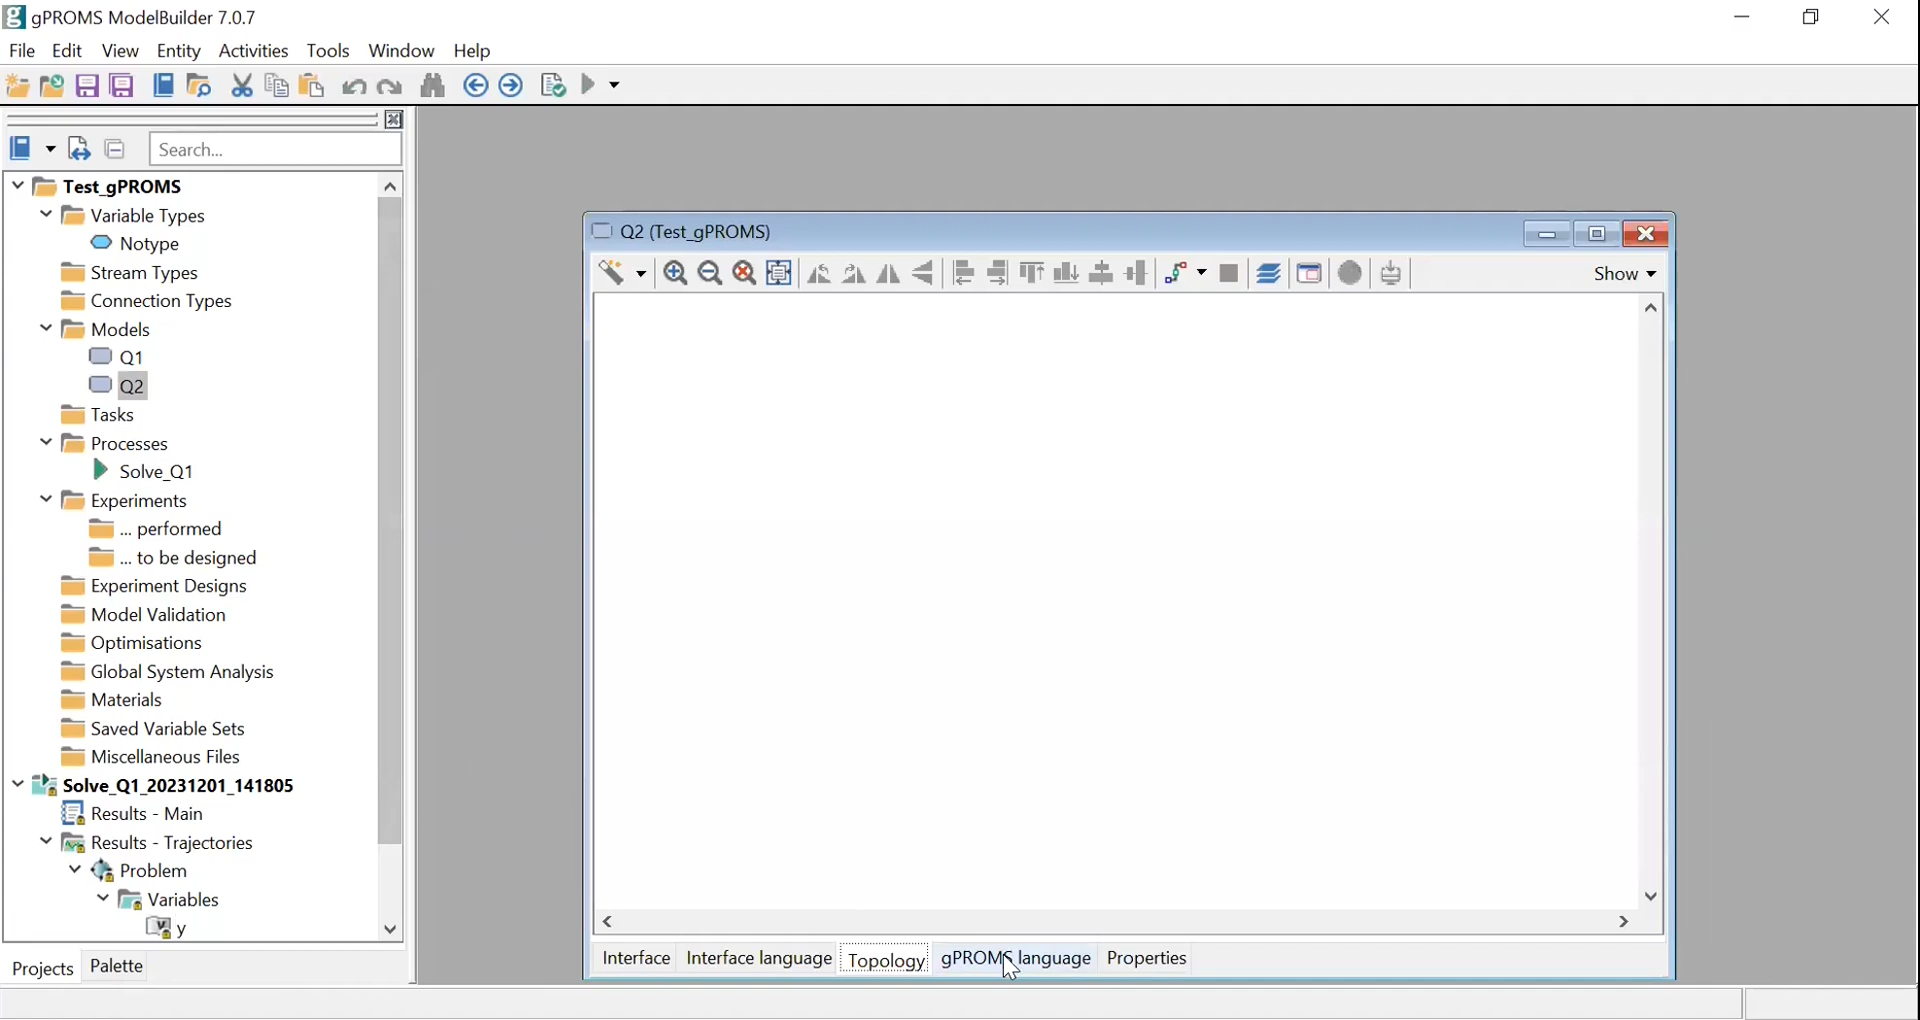 gPROMS ModelBuilder 7.0.7
File Edit View Entity Activities Tools Window Help
Search...
Test_gPROMS
Variable Types
Notype
Stream Types
Connection Types
Models
Q1
Q2
Tasks
Processes
Solve_Q1
Experiments
... performed
... to be designed
Experiment Designs
Model Validation
Optimisations
Global System Analysis
Materials
Saved Variable Sets
Miscellaneous Files
Solve_Q1_20231201_141805
Results - Main
Results - Trajectories
Problem
Variables
y
Projects Palette
Q2 (Test_gPROMS)
Show
Interface Interface language Topology gPROMS language Properties